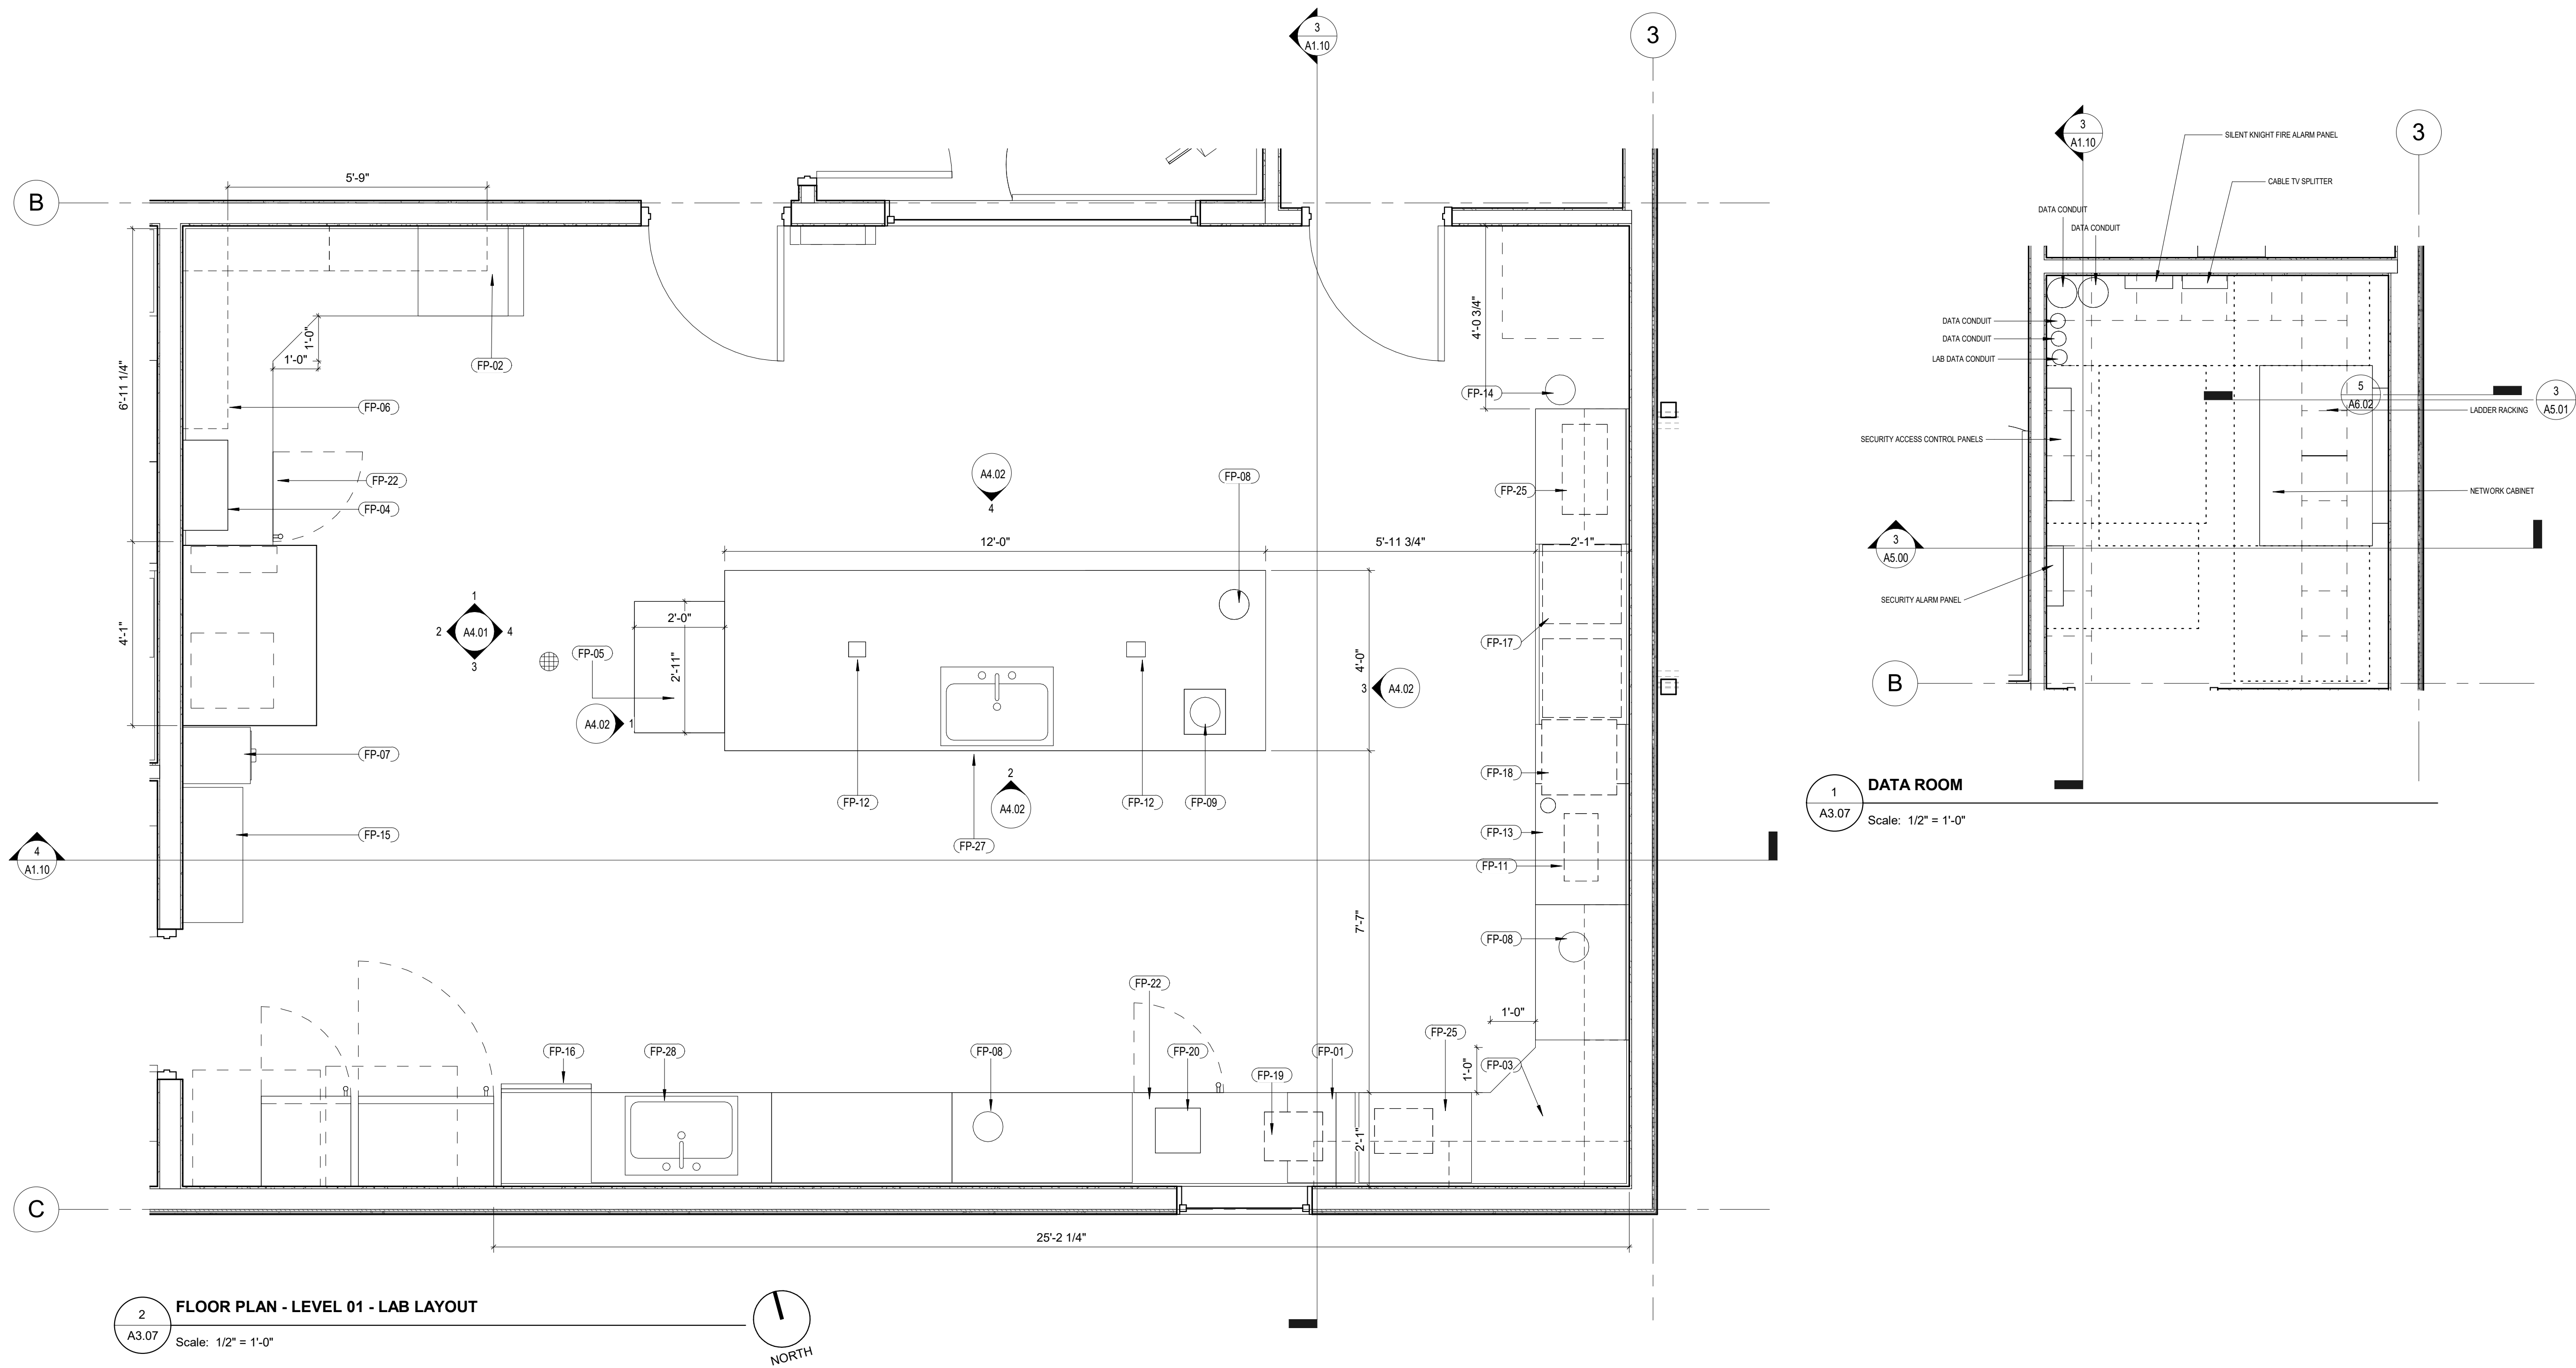 3
A1.10
3
B
5'-9"
6'-11 1/4"
1'-0"
1'-0"
FP-02
FP-06
FP-22
FP-04
4'-1"
FP-07
FP-15
4
A1.10
1
2
A4.01
4
3
FP-05
2'-0"
2'-11"
A4.02
1
A4.02
4
12'-0"
5'-11 3/4"
2'-1"
FP-08
4'-0"
3
A4.02
FP-12
FP-12
FP-09
2
A4.02
FP-27
4'-0 3/4"
FP-14
FP-25
FP-17
FP-18
FP-13
FP-11
FP-08
7'-7"
1'-0"
1'-0"
FP-03
FP-16
FP-28
FP-08
FP-22
FP-20
FP-19
FP-01
FP-25
2'-1"
C
25'-2 1/4"
2
A3.07
FLOOR PLAN - LEVEL 01 - LAB LAYOUT
Scale: 1/2" = 1'-0"
NORTH
3
A1.10
3
SILENT KNIGHT FIRE ALARM PANEL
CABLE TV SPLITTER
DATA CONDUIT
DATA CONDUIT
DATA CONDUIT
DATA CONDUIT
LAB DATA CONDUIT
5
A6.02
3
A5.01
LADDER RACKING
SECURITY ACCESS CONTROL PANELS
NETWORK CABINET
3
A5.00
SECURITY ALARM PANEL
B
1
A3.07
DATA ROOM
Scale: 1/2" = 1'-0"